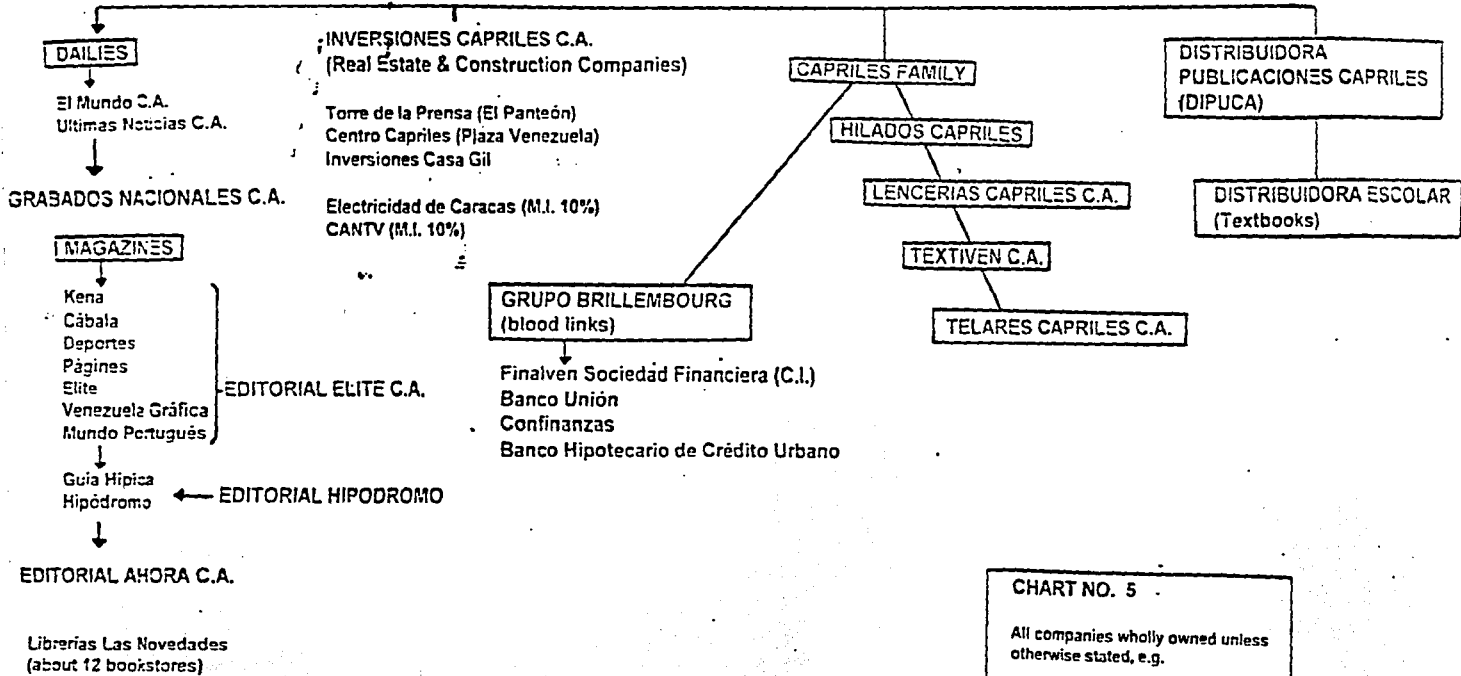 DAILIES
El Mundo C.A.
Ultimas Noticias C.A.
GRABADOS NACIONALES C.A.
MAGAZINES
Kena
Cábala
Deportes
Páginas
Elite
Venezuela Gráfica
Mundo Portugués
EDITORIAL ELITE C.A.
Guía Hípica
Hipódromo
EDITORIAL HIPODROMO
EDITORIAL AHORA C.A.
Librerías Las Novedades
(about 12 bookstores)
INVERSIONES CAPRILES C.A.
(Real Estate & Construction Companies)
Torre de la Prensa (El Panteón)
Centro Capriles (Plaza Venezuela)
Inversiones Casa Gil
Electricidad de Caracas (M.I. 10%)
CANTV (M.I. 10%)
CAPRILES FAMILY
HILADOS CAPRILES
LENCERIAS CAPRILES C.A.
TEXTIVEN C.A.
TELARES CAPRILES C.A.
GRUPO BRILLEMBOURG
(blood links)
Finalven Sociedad Financiera (C.I.)
Banco Unión
Confinanzas
Banco Hipotecario de Crédito Urbano
DISTRIBUIDORA
PUBLICACIONES CAPRILES
(DIPUCA)
DISTRIBUIDORA ESCOLAR
(Textbooks)
CHART NO. 5
All companies wholly owned unless
otherwise stated, e.g.